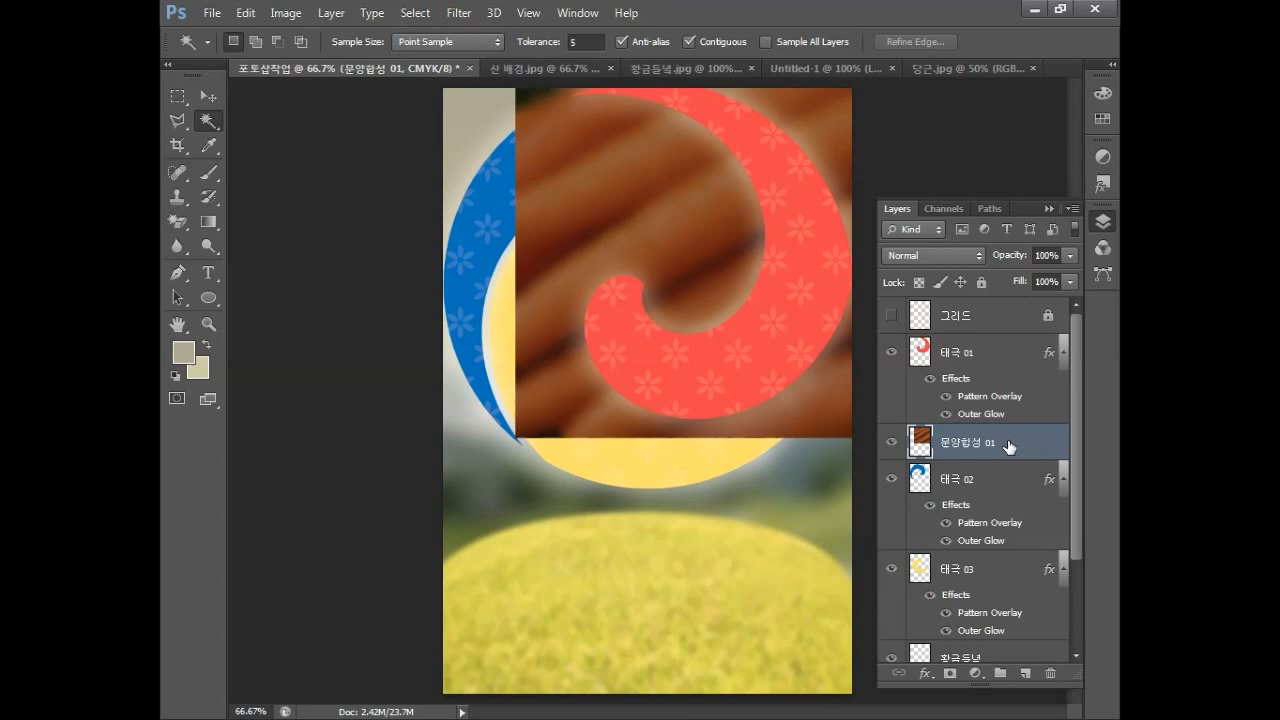 Ps File Edit Image Layer Type Select Filter 3D View Window Help
Sample Size: Point Sample Tolerance: 5 Anti-alias Contiguous Sample All Layers Refine Edge...
포토샵작업 @ 66.7% (문양합성 01, CMYK/8) * × 산 배경.jpg @ 66.7% ... × 황금들녘.jpg @ 100%... × Untitled-1 @ 100% (L... × 당근.jpg @ 50% (RGB... ×
Layers Channels Paths
Kind
Normal Opacity: 100%
Lock: Fill: 100%
그리드
태극 01 fx
Effects
Pattern Overlay
Outer Glow
문양합성 01
태극 02 fx
Effects
Pattern Overlay
Outer Glow
태극 03 fx
Effects
Pattern Overlay
Outer Glow
황금들녘
66.67% Doc: 2.42M/23.7M